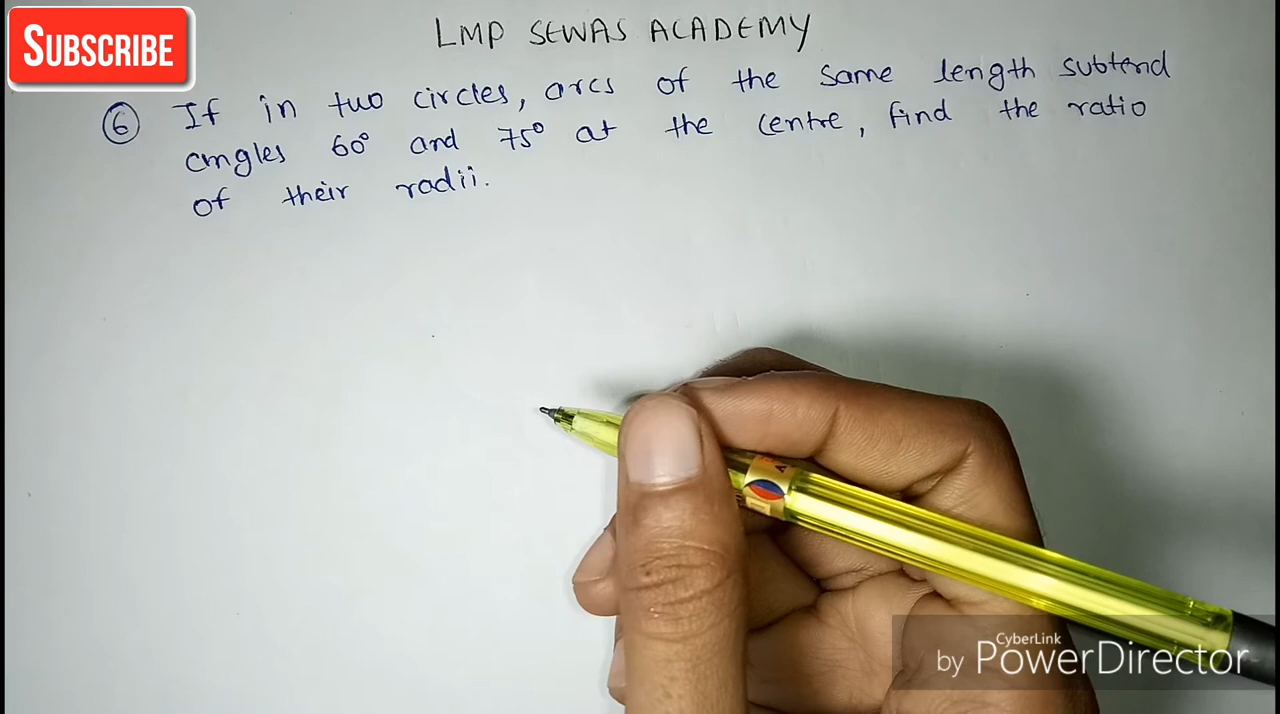 SUBSCRIBE
LMP SEWAS ACADEMY
6 If in two circles, arcs of the same length subtend
angles 60° and 75° at the centre, find the ratio
of their radii.
CyberLink
by PowerDirector